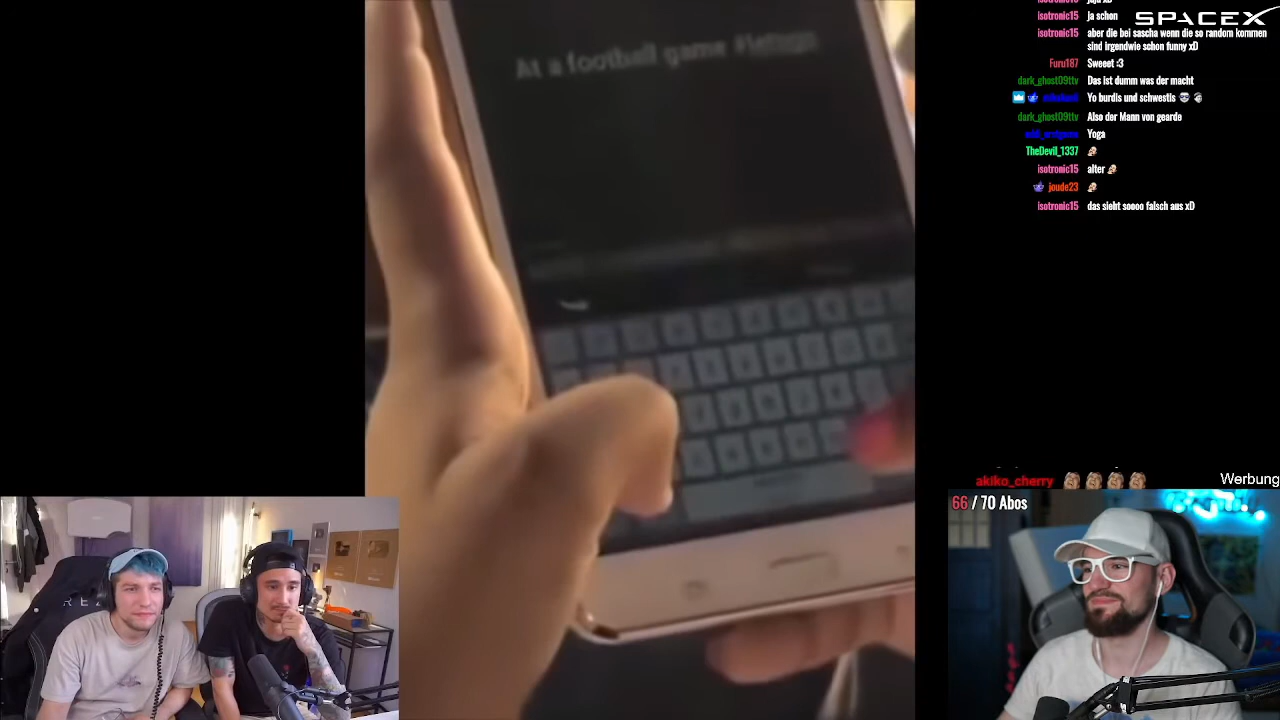 At a football game #letsgo
jaja xD
isotronic15 ja schon
SPACEX
isotronic15 aber die bei sascha wenn die so random kommen
sind irgendwie schon funny xD
Furu187 Sweeet :3
dark_ghost09ttv Das ist dumm was der macht
Yo burdis und schwestis
dark_ghost09ttv Also der Mann von gearde
Yoga
TheDevil_1337
isotronic15 alter
joude23
isotronic15 das sieht soooo falsch aus xD
akiko_cherry
Werbung
66 / 70 Abos